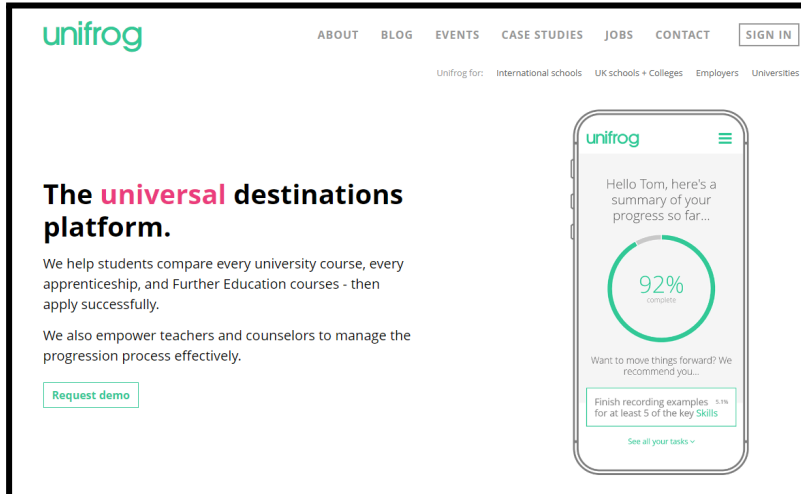 unifrog
ABOUT BLOG EVENTS CASE STUDIES JOBS CONTACT SIGN IN
Unifrog for: International schools UK schools + Colleges Employers Universities
The universal destinations
platform.
We help students compare every university course, every
apprenticeship, and Further Education courses - then
apply successfully.
We also empower teachers and counselors to manage the
progression process effectively.
Request demo
unifrog
Hello Tom, here's a
summary of your
progress so far...
92%
complete
Want to move things forward? We
recommend you...
Finish recording examples 5.1%
for at least 5 of the key Skills
See all your tasks